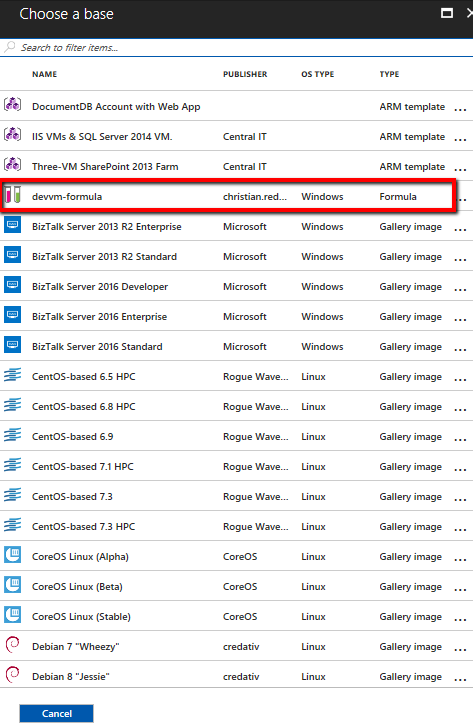 Choose a base
Search to filter items...
NAME PUBLISHER OS TYPE TYPE
DocumentDB Account with Web App ARM template ...
IIS VMs & SQL Server 2014 VM. Central IT ARM template ...
Three-VM SharePoint 2013 Farm Central IT ARM template ...
devvm-formula christian.red... Windows Formula ...
BizTalk Server 2013 R2 Enterprise Microsoft Windows Gallery image ...
BizTalk Server 2013 R2 Standard Microsoft Windows Gallery image ...
BizTalk Server 2016 Developer Microsoft Windows Gallery image ...
BizTalk Server 2016 Enterprise Microsoft Windows Gallery image ...
BizTalk Server 2016 Standard Microsoft Windows Gallery image ...
CentOS-based 6.5 HPC Rogue Wave... Linux Gallery image ...
CentOS-based 6.8 HPC Rogue Wave... Linux Gallery image ...
CentOS-based 6.9 Rogue Wave... Linux Gallery image ...
CentOS-based 7.1 HPC Rogue Wave... Linux Gallery image ...
CentOS-based 7.3 Rogue Wave... Linux Gallery image ...
CentOS-based 7.3 HPC Rogue Wave... Linux Gallery image ...
CoreOS Linux (Alpha) CoreOS Linux Gallery image ...
CoreOS Linux (Beta) CoreOS Linux Gallery image ...
CoreOS Linux (Stable) CoreOS Linux Gallery image ...
Debian 7 "Wheezy" credativ Linux Gallery image ...
Debian 8 "Jessie" credativ Linux Gallery image ...
Cancel